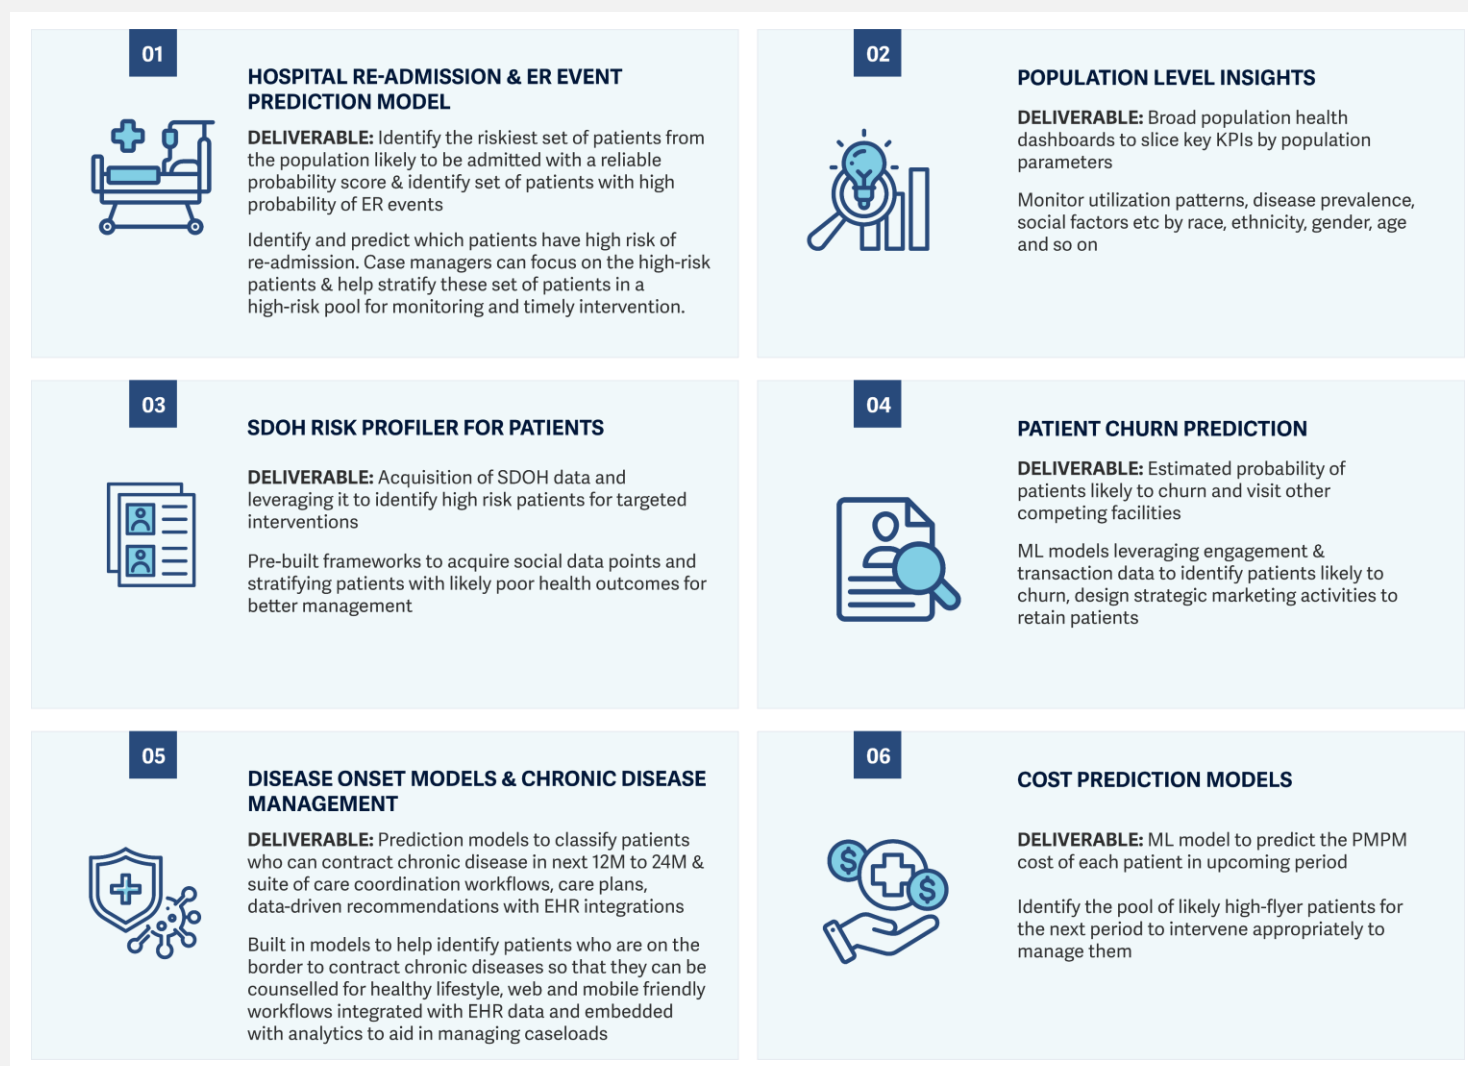 01
HOSPITAL RE-ADMISSION & ER EVENT
PREDICTION MODEL
DELIVERABLE: Identify the riskiest set of patients from
the population likely to be admitted with a reliable
probability score & identify set of patients with high
probability of ER events
Identify and predict which patients have high risk of
re-admission. Case managers can focus on the high-risk
patients & help stratify these set of patients in a
high-risk pool for monitoring and timely intervention.
02
POPULATION LEVEL INSIGHTS
DELIVERABLE: Broad population health
dashboards to slice key KPIs by population
parameters
Monitor utilization patterns, disease prevalence,
social factors etc by race, ethnicity, gender, age
and so on
03
SDOH RISK PROFILER FOR PATIENTS
DELIVERABLE: Acquisition of SDOH data and
leveraging it to identify high risk patients for targeted
interventions
Pre-built frameworks to acquire social data points and
stratifying patients with likely poor health outcomes for
better management
04
PATIENT CHURN PREDICTION
DELIVERABLE: Estimated probability of
patients likely to churn and visit other
competing facilities
ML models leveraging engagement &
transaction data to identify patients likely to
churn, design strategic marketing activities to
retain patients
05
DISEASE ONSET MODELS & CHRONIC DISEASE
MANAGEMENT
DELIVERABLE: Prediction models to classify patients
who can contract chronic disease in next 12M to 24M &
suite of care coordination workflows, care plans,
data-driven recommendations with EHR integrations
Built in models to help identify patients who are on the
border to contract chronic diseases so that they can be
counselled for healthy lifestyle, web and mobile friendly
workflows integrated with EHR data and embedded
with analytics to aid in managing caseloads
06
COST PREDICTION MODELS
DELIVERABLE: ML model to predict the PMPM
cost of each patient in upcoming period
Identify the pool of likely high-flyer patients for
the next period to intervene appropriately to
manage them